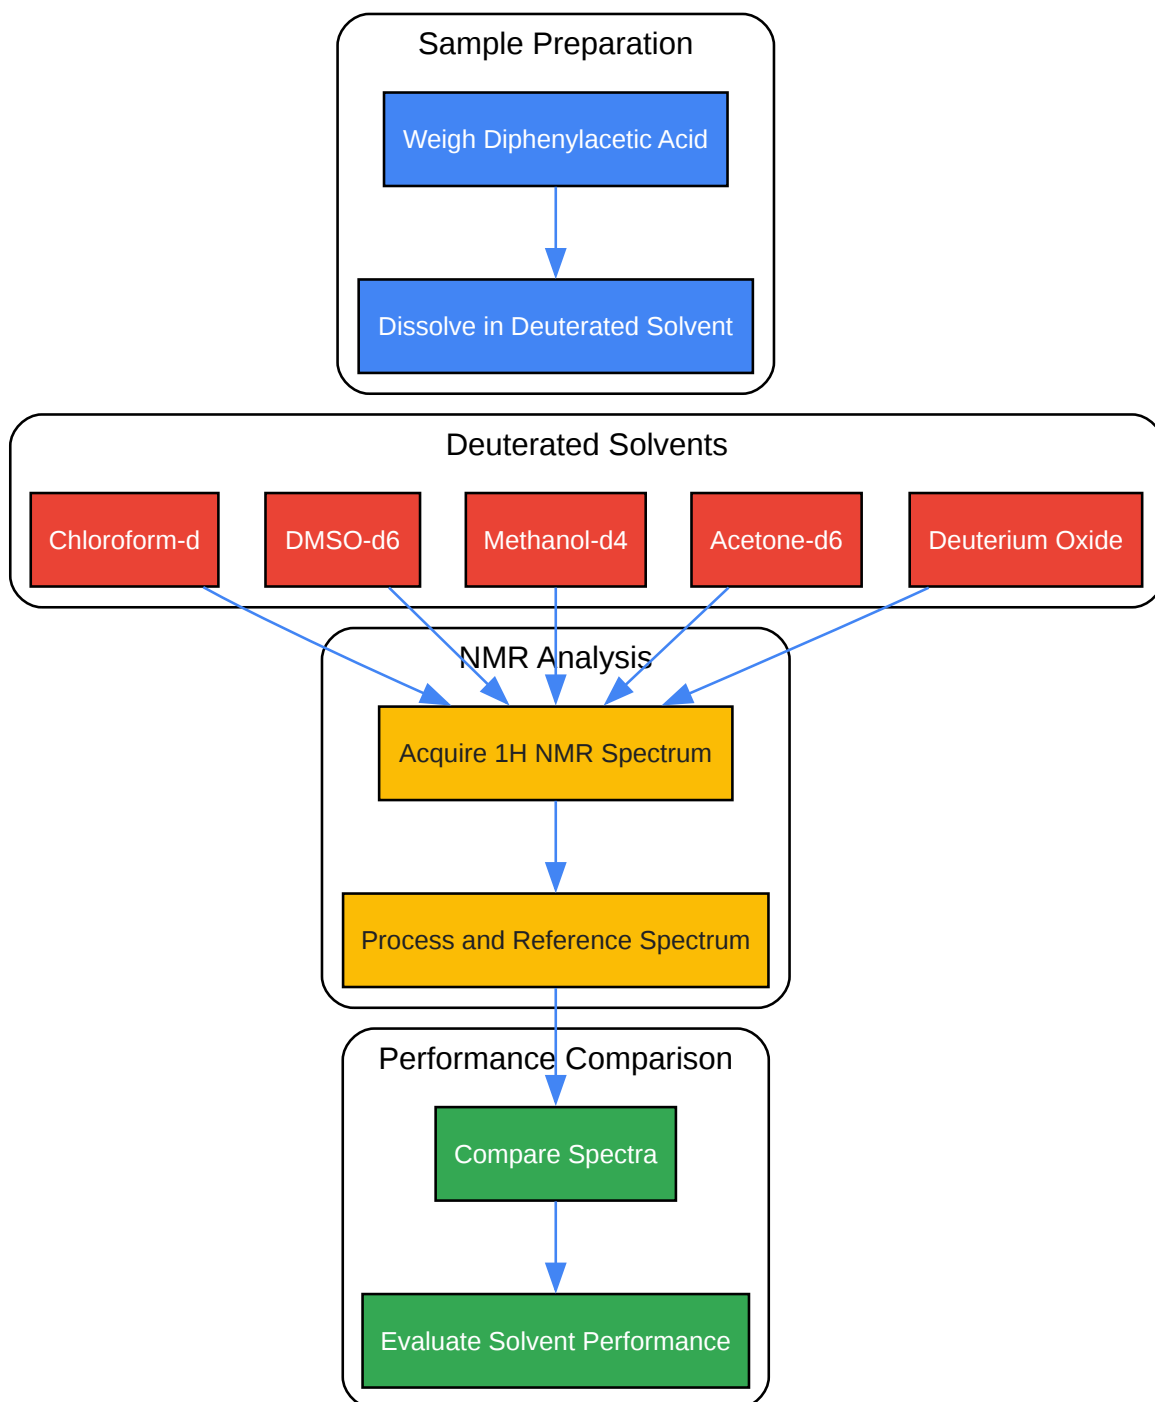 Sample Preparation
Weigh Diphenylacetic Acid
Dissolve in Deuterated Solvent
Deuterated Solvents
Chloroform-d
DMSO-d6
Methanol-d4
Acetone-d6
Deuterium Oxide
NMR Analysis
Acquire 1H NMR Spectrum
Process and Reference Spectrum
Performance Comparison
Compare Spectra
Evaluate Solvent Performance